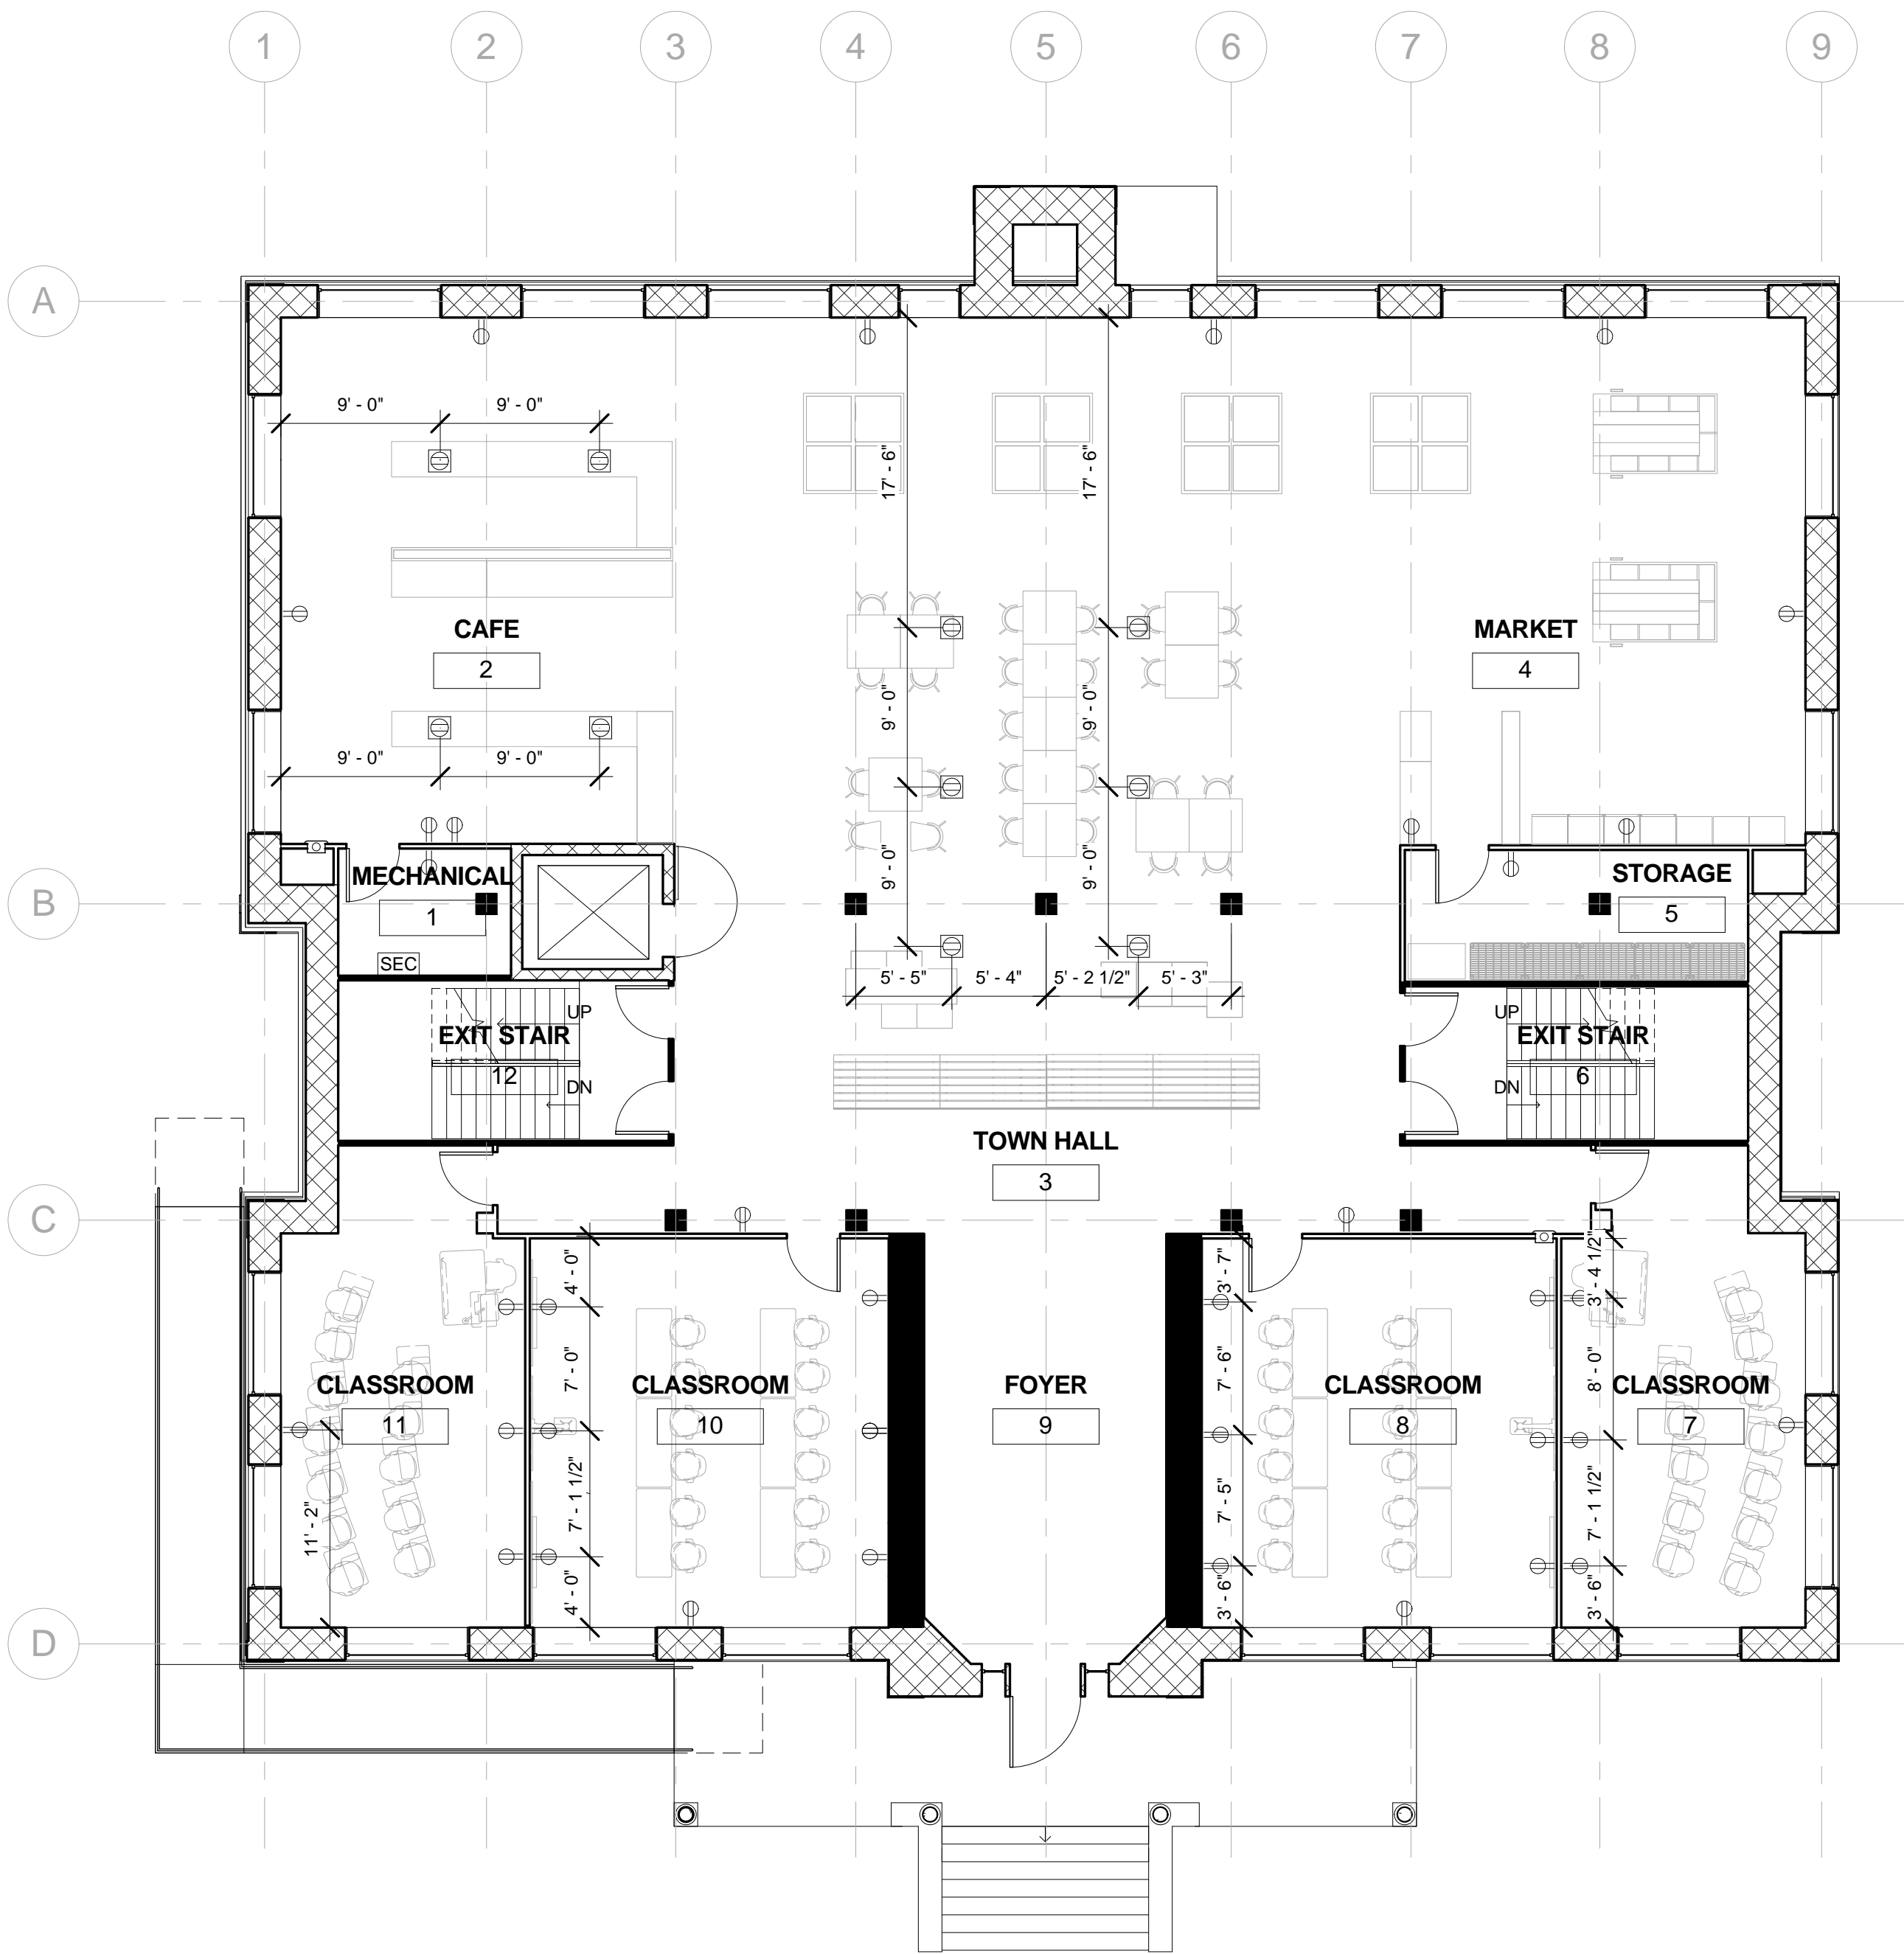 1 2 3 4 5 6 7 8 9
A
9' - 0" 9' - 0"
17' - 6" 17' - 6"
CAFE
2
MARKET
4
9' - 0" 9' - 0"
9' - 0" 9' - 0"
9' - 0" 9' - 0"
MECHANICAL
1
SEC
STORAGE
5
B
5' - 5" 5' - 4" 5' - 2 1/2" 5' - 3"
UP
EXIT STAIR
12
DN
UP
EXIT STAIR
6
DN
TOWN HALL
3
C
4' - 0" 3' - 7" 3' - 4 1/2"
7' - 0" 7' - 6" 8' - 0"
CLASSROOM
11
CLASSROOM
10
FOYER
9
CLASSROOM
8
CLASSROOM
7
11' - 2" 7' - 1 1/2" 7' - 5" 7' - 1 1/2"
4' - 0" 3' - 6" 3' - 6"
D